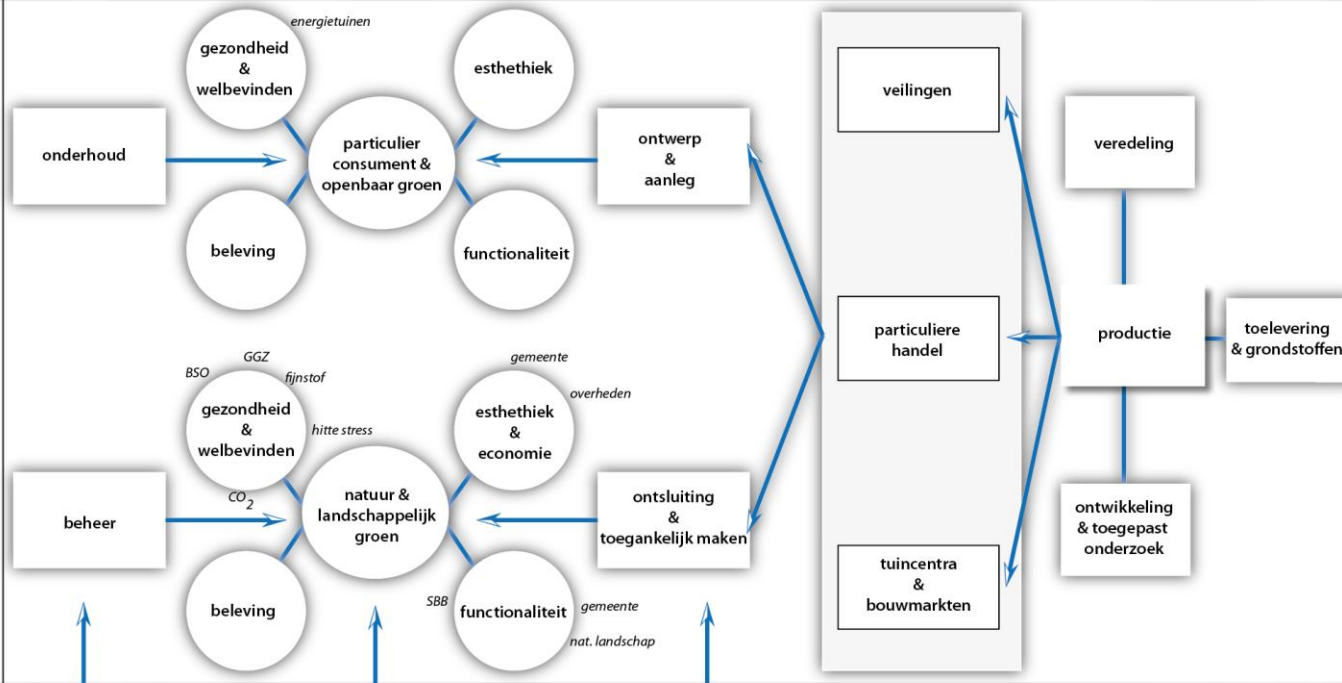 energietuinen
gezondheid
&
welbevinden
esthethiek
onderhoud
particulier
consument &
openbaar groen
ontwerp
&
aanleg
beleving
functionaliteit
veilingen
veredeling
particuliere
handel
productie
toelevering
& grondstoffen
GGZ
BSO
fijnstof
gezondheid
&
welbevinden
hitte stress
gemeente
overheden
esthethiek
&
economie
CO2
beheer
natuur &
landschappelijk
groen
ontsluiting
&
toegankelijk maken
beleving
SBB
functionaliteit
gemeente
nat. landschap
tuincentra
&
bouwmarkten
ontwikkeling
& toegepast
onderzoek